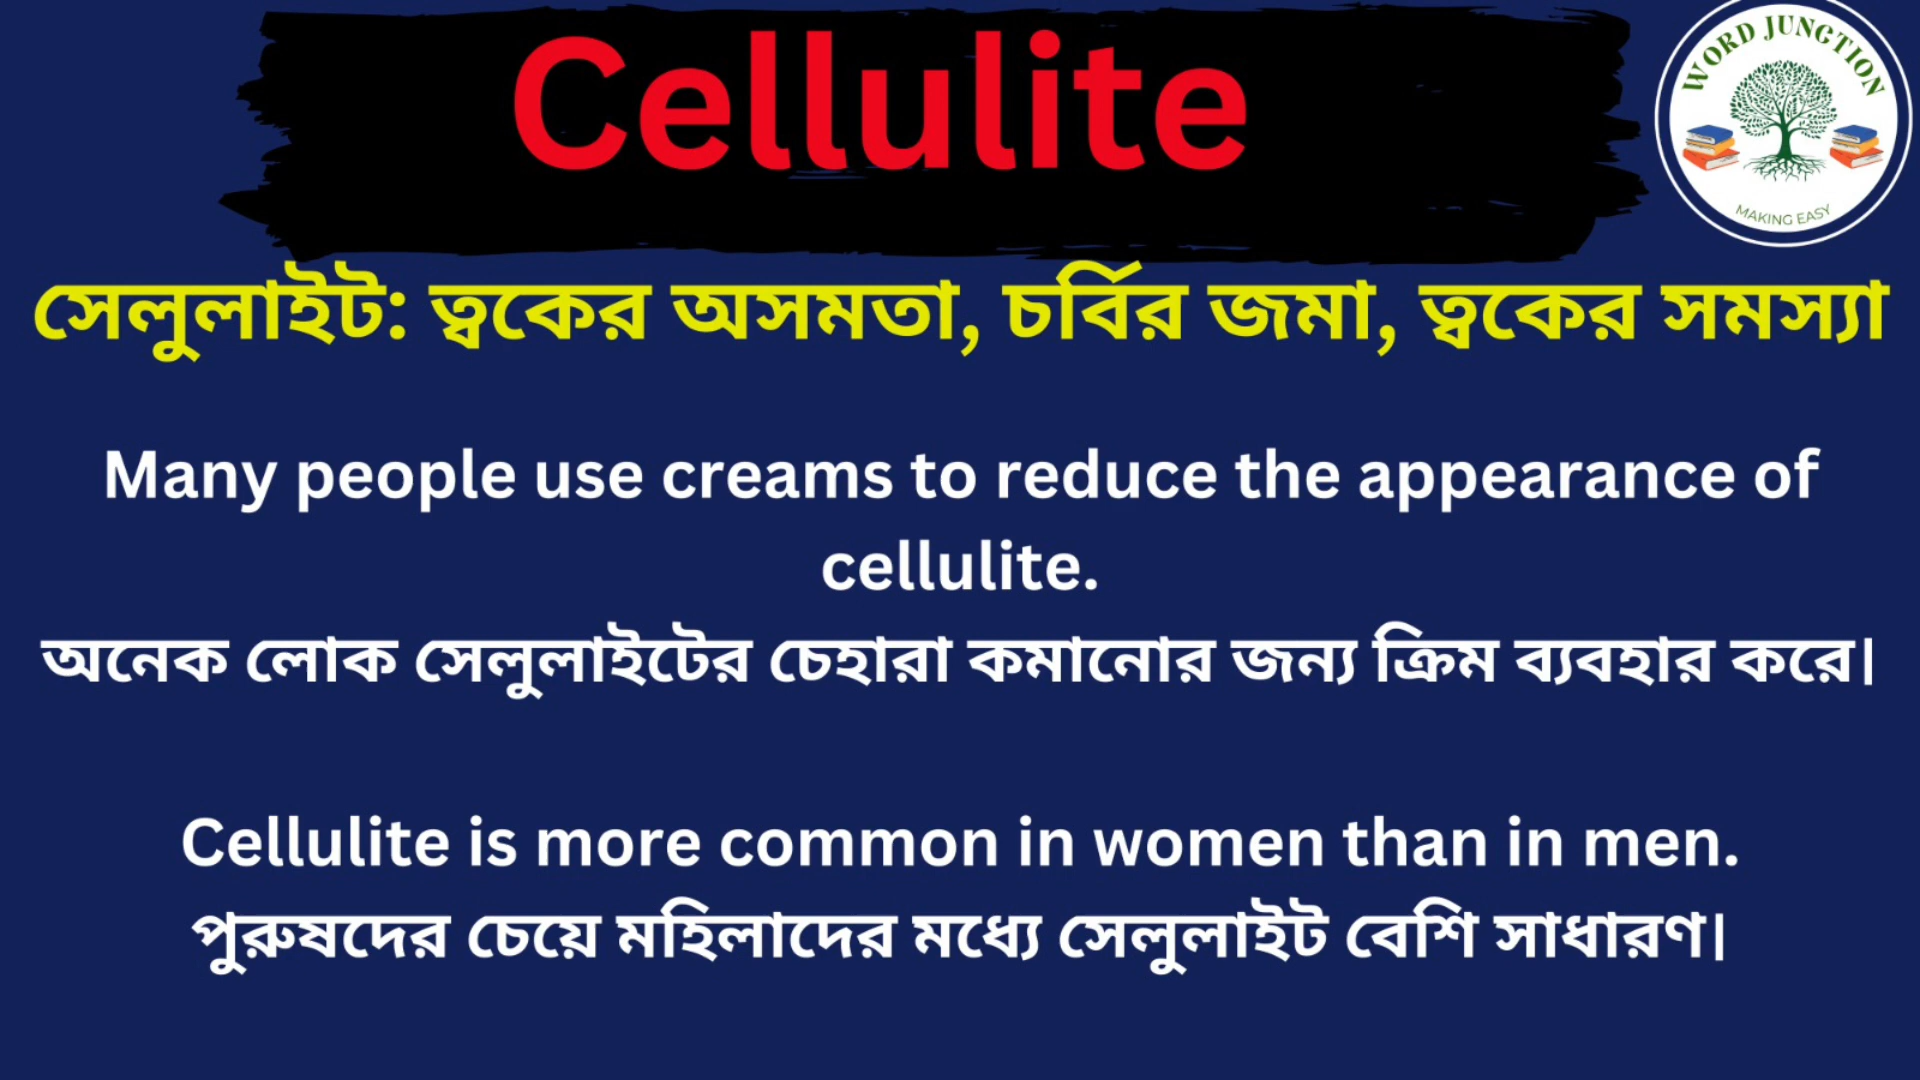 Cellulite
WORD JUNCTION
MAKING EASY
সেলুলাইট: ত্বকের অসমতা, চর্বির জমা, ত্বকের সমস্যা
Many people use creams to reduce the appearance of
cellulite.
অনেক লোক সেলুলাইটের চেহারা কমানোর জন্য ক্রিম ব্যবহার করে।
Cellulite is more common in women than in men.
পুরুষদের চেয়ে মহিলাদের মধ্যে সেলুলাইট বেশি সাধারণ।